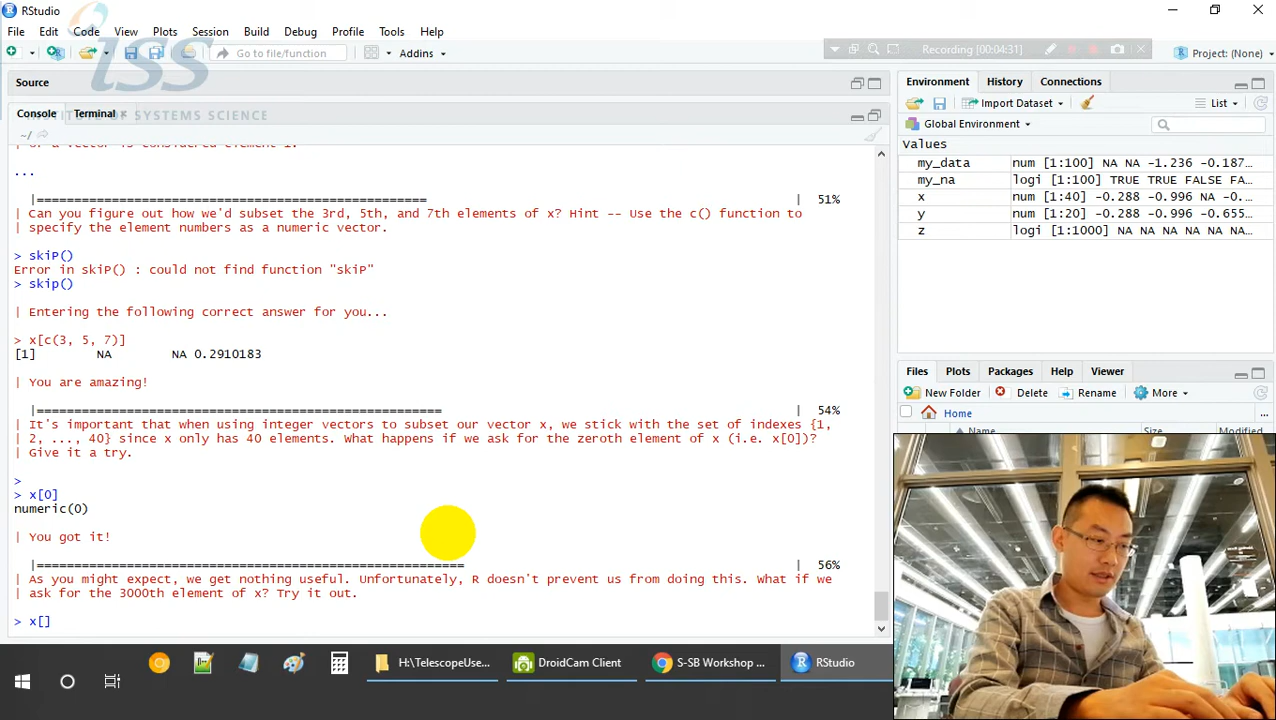 RStudio
File Edit Code View Plots Session Build Debug Profile Tools Help
iss
Go to file/function
Addins
Recording [00:04:31]
Project: (None)
Source
Console Terminal
INSTITUTE OF SYSTEMS SCIENCE
~/
Environment History Connections
Import Dataset
List
Global Environment
Values
my_data num [1:100] NA NA -1.236 -0.187…
my_na logi [1:100] TRUE TRUE FALSE FA…
x num [1:40] -0.288 -0.996 NA -0.…
y num [1:20] -0.288 -0.996 -0.655…
z logi [1:1000] NA NA NA NA NA NA…
| of a vector is considered element 1.
...
|==================================================== | 51%
| Can you figure out how we'd subset the 3rd, 5th, and 7th elements of x? Hint -- Use the c() function to
| specify the element numbers as a numeric vector.
> skiP()
Error in skiP() : could not find function "skiP"
> skip()
| Entering the following correct answer for you...
> x[c(3, 5, 7)]
[1] NA NA 0.2910183
| You are amazing!
|====================================================== | 54%
| It's important that when using integer vectors to subset our vector x, we stick with the set of indexes {1,
| 2, ..., 40} since x only has 40 elements. What happens if we ask for the zeroth element of x (i.e. x[0])?
| Give it a try.
>
> x[0]
numeric(0)
| You got it!
|========================================================= | 56%
| As you might expect, we get nothing useful. Unfortunately, R doesn't prevent us from doing this. What if we
| ask for the 3000th element of x? Try it out.
> x[]
Files Plots Packages Help Viewer
New Folder Delete Rename More
Home ...
Name Size Modified
H:\TelescopeUse... DroidCam Client S-SB Workshop ... RStudio